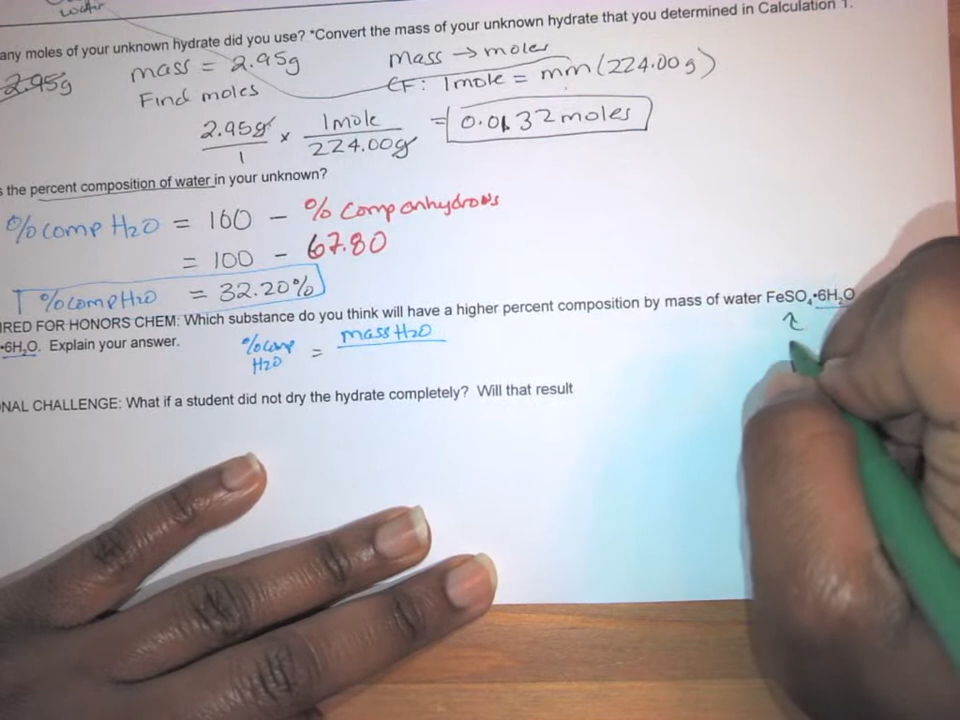 water
any moles of your unknown hydrate did you use? *Convert the mass of your unknown hydrate that you determined in Calculation 1.
2.95g mass = 2.95g Mass → moles
Find moles CF: 1mole = mm (224.00g)
2.95g/1 × 1mole/224.00g = 0.0132 moles
s the percent composition of water in your unknown?
% comp H2O = 100 - % comp anhydrous
= 100 - 67.80
% comp H2O = 32.20%
IRED FOR HONORS CHEM: Which substance do you think will have a higher percent composition by mass of water FeSO₄•6H₂O
•6H₂O. Explain your answer.
% comp H2O = mass H2O
NAL CHALLENGE: What if a student did not dry the hydrate completely? Will that result